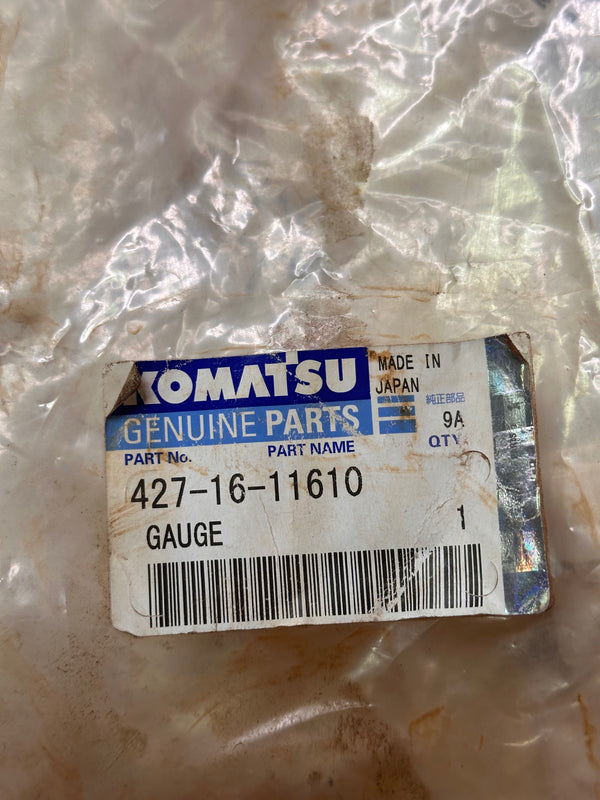 KOMATSU
GENUINE PARTS
MADE IN
JAPAN
純正部品
9A
PART No.
PART NAME
QTY.
427-16-11610
GAUGE
1